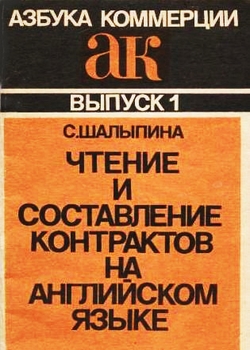 АЗБУКА КОММЕРЦИИ
ак
ВЫПУСК 1
С.ШАЛЫПИНА
ЧТЕНИЕ
И
СОСТАВЛЕНИЕ
КОНТРАКТОВ
НА
АНГЛИЙСКОМ
ЯЗЫКЕ